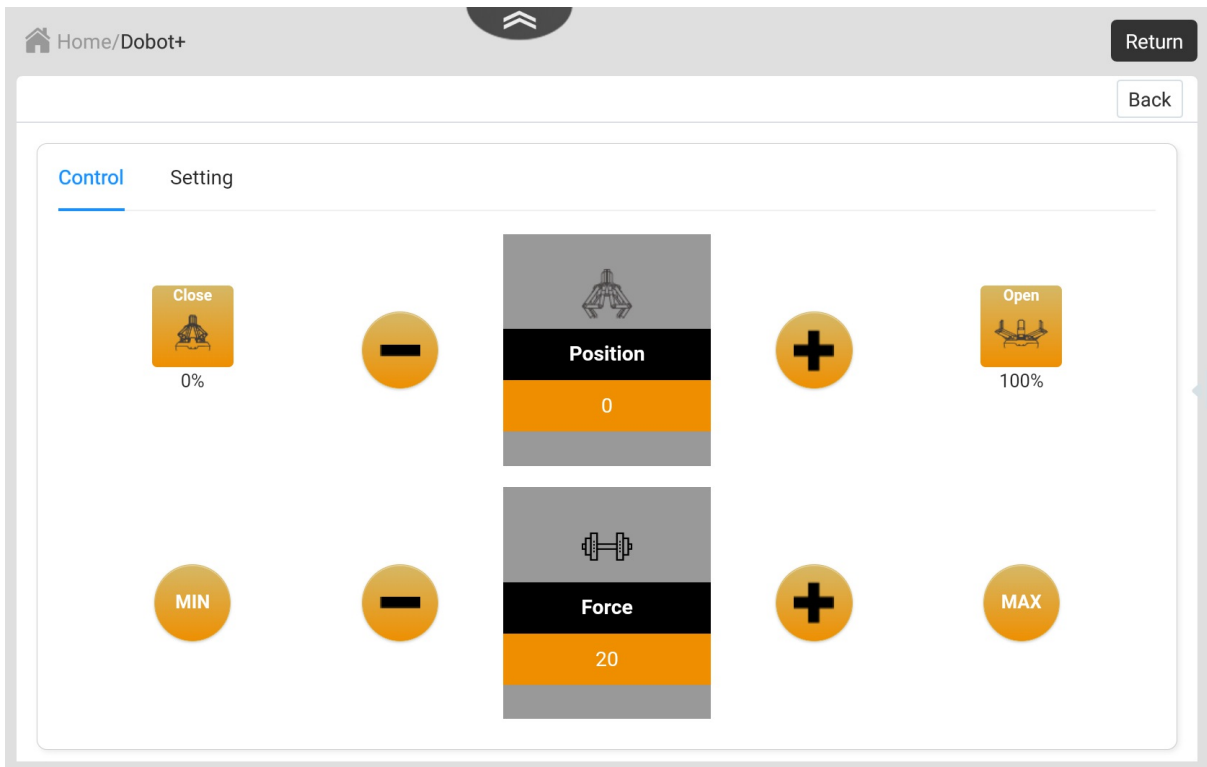 Home/Dobot+
Return
Back
Control Setting
Close
0%
Position
0
Open
100%
MIN
Force
20
MAX